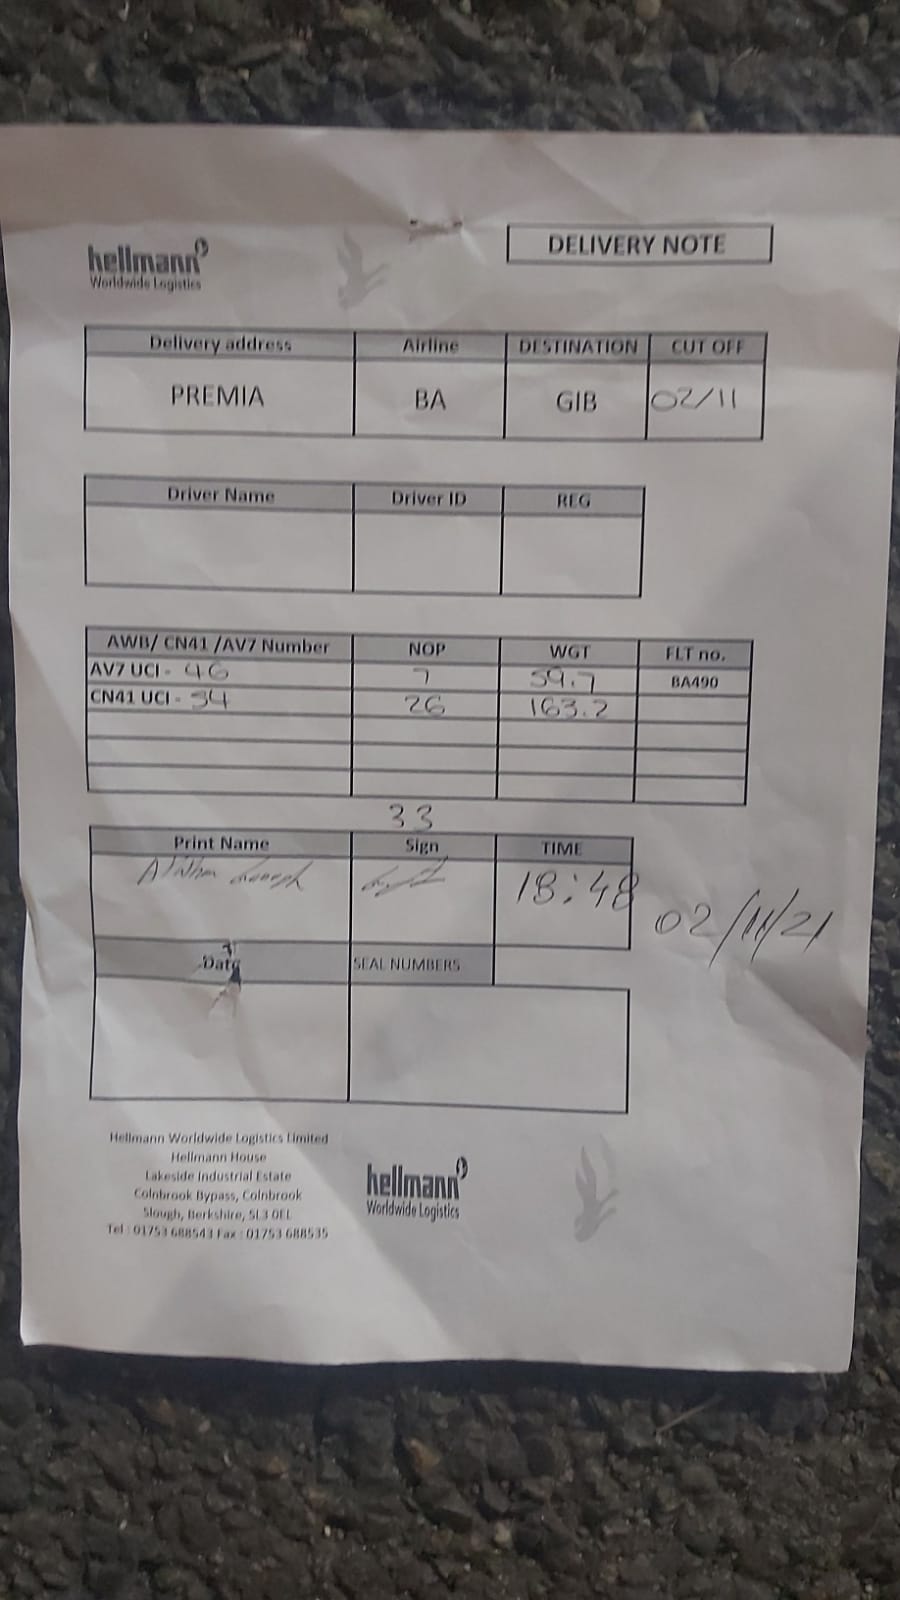 hellmann
Worldwide Logistics
DELIVERY NOTE
Delivery address Airline DESTINATION CUT OFF
PREMIA BA GIB 02/11
Driver Name Driver ID REG
AWB/ CN41 /AV7 Number NOP WGT FLT no.
AV7 UCI - 46 7 59.7 BA490
CN41 UCI - 34 26 163.2
33
Print Name Sign TIME
18:48
02/11/21
Date SEAL NUMBERS
Hellmann Worldwide Logistics Limited
Hellmann House
Lakeside Industrial Estate
Colnbrook Bypass, Colnbrook
Slough, Berkshire, SL3 0EL
Tel : 01753 688543 Fax : 01753 688535
hellmann
Worldwide Logistics